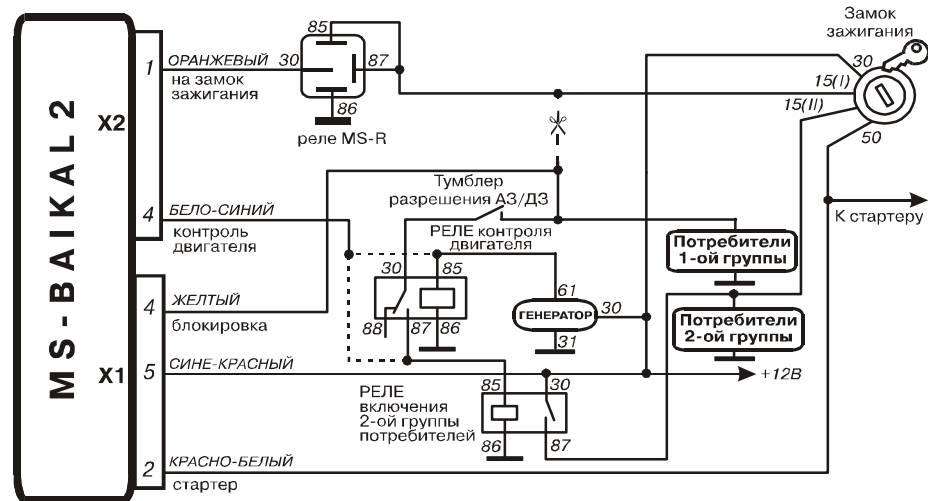 MS-BAIKAL 2
X2
1
ОРАНЖЕВЫЙ
на замок
зажигания
30
85
87
86
реле MS-R
Замок
зажигания
30
15(I)
15(II)
50
К стартеру
4
БЕЛО-СИНИЙ
контроль
двигателя
Тумблер
разрешения АЗ/ДЗ
РЕЛЕ контроля
двигателя
30
85
88
87
86
61
ГЕНЕРАТОР
30
31
Потребители
1-ой группы
Потребители
2-ой группы
X1
4
ЖЕЛТЫЙ
блокировка
5
СИНЕ-КРАСНЫЙ
+12В
РЕЛЕ
включения
2-ой группы
потребителей
85
30
86
87
2
КРАСНО-БЕЛЫЙ
стартер